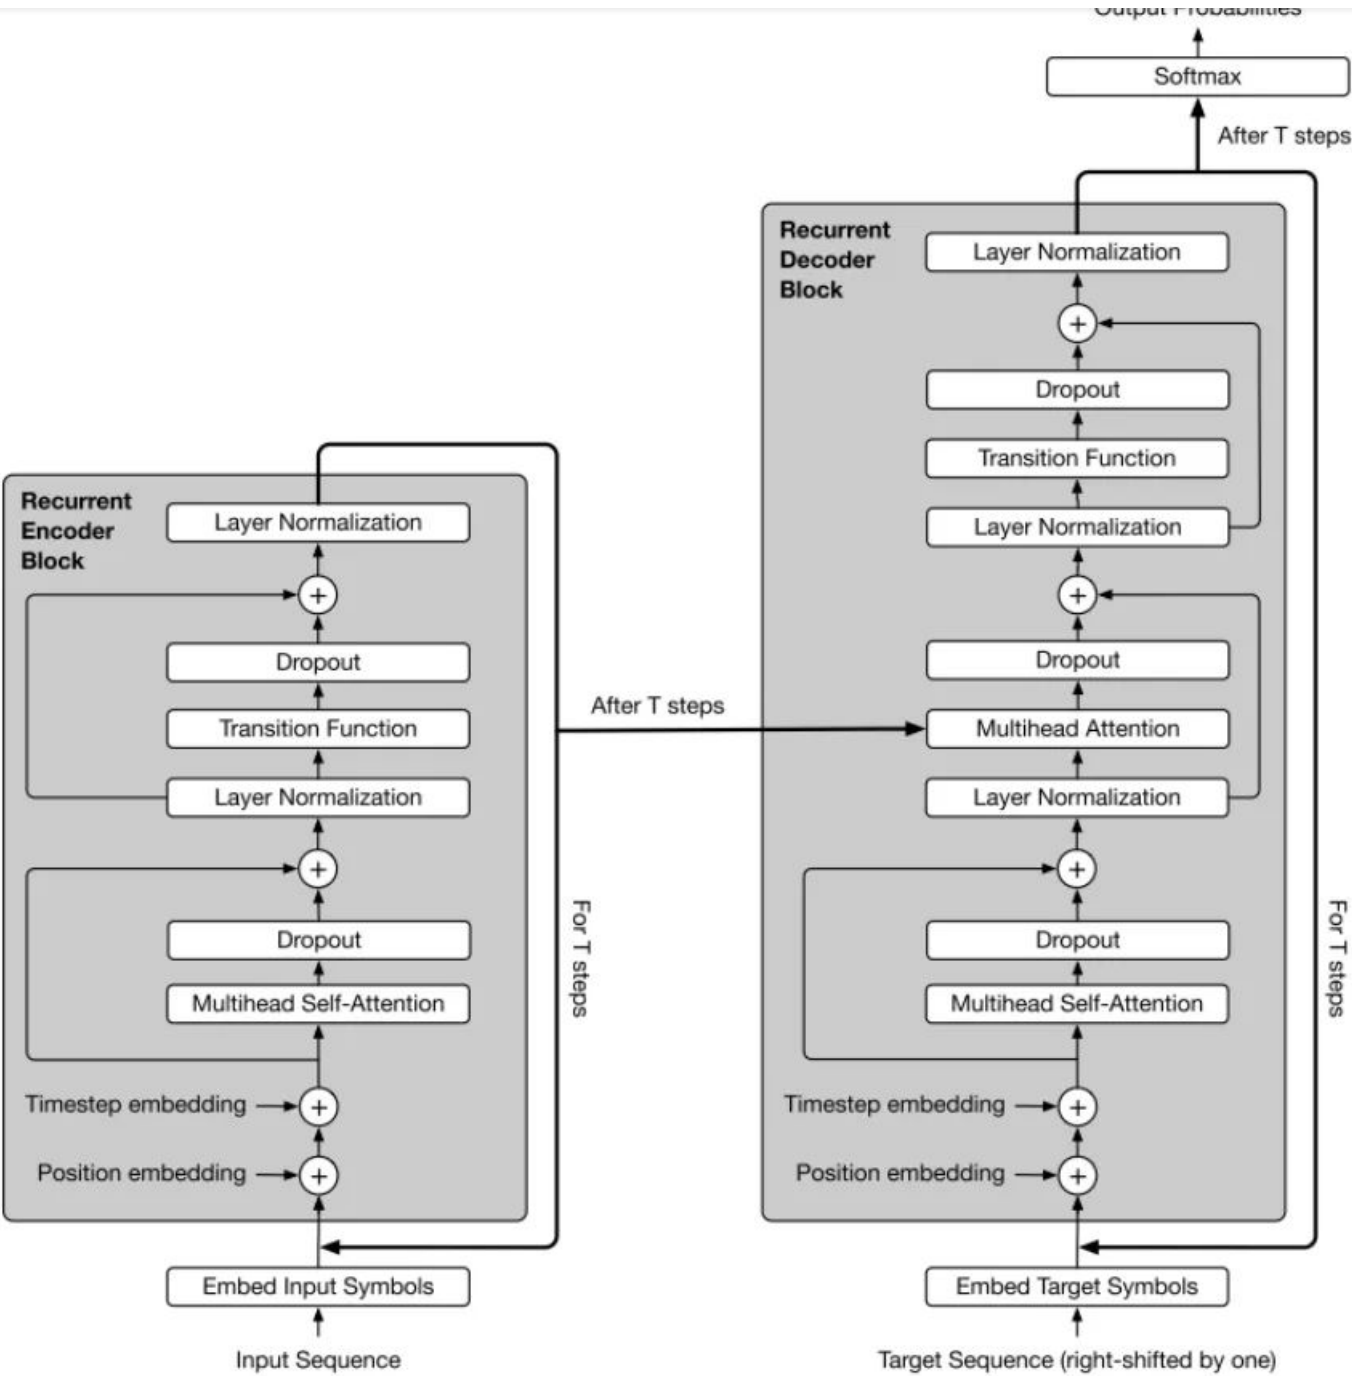 Output Probabilities
Softmax
After T steps
Recurrent
Decoder
Block
Layer Normalization
+
Dropout
Transition Function
Layer Normalization
+
Dropout
Multihead Attention
Layer Normalization
+
Dropout
Multihead Self-Attention
Timestep embedding
+
Position embedding
+
For T steps
Embed Target Symbols
Target Sequence (right-shifted by one)
After T steps
Recurrent
Encoder
Block
Layer Normalization
+
Dropout
Transition Function
Layer Normalization
+
Dropout
Multihead Self-Attention
Timestep embedding
+
Position embedding
+
For T steps
Embed Input Symbols
Input Sequence